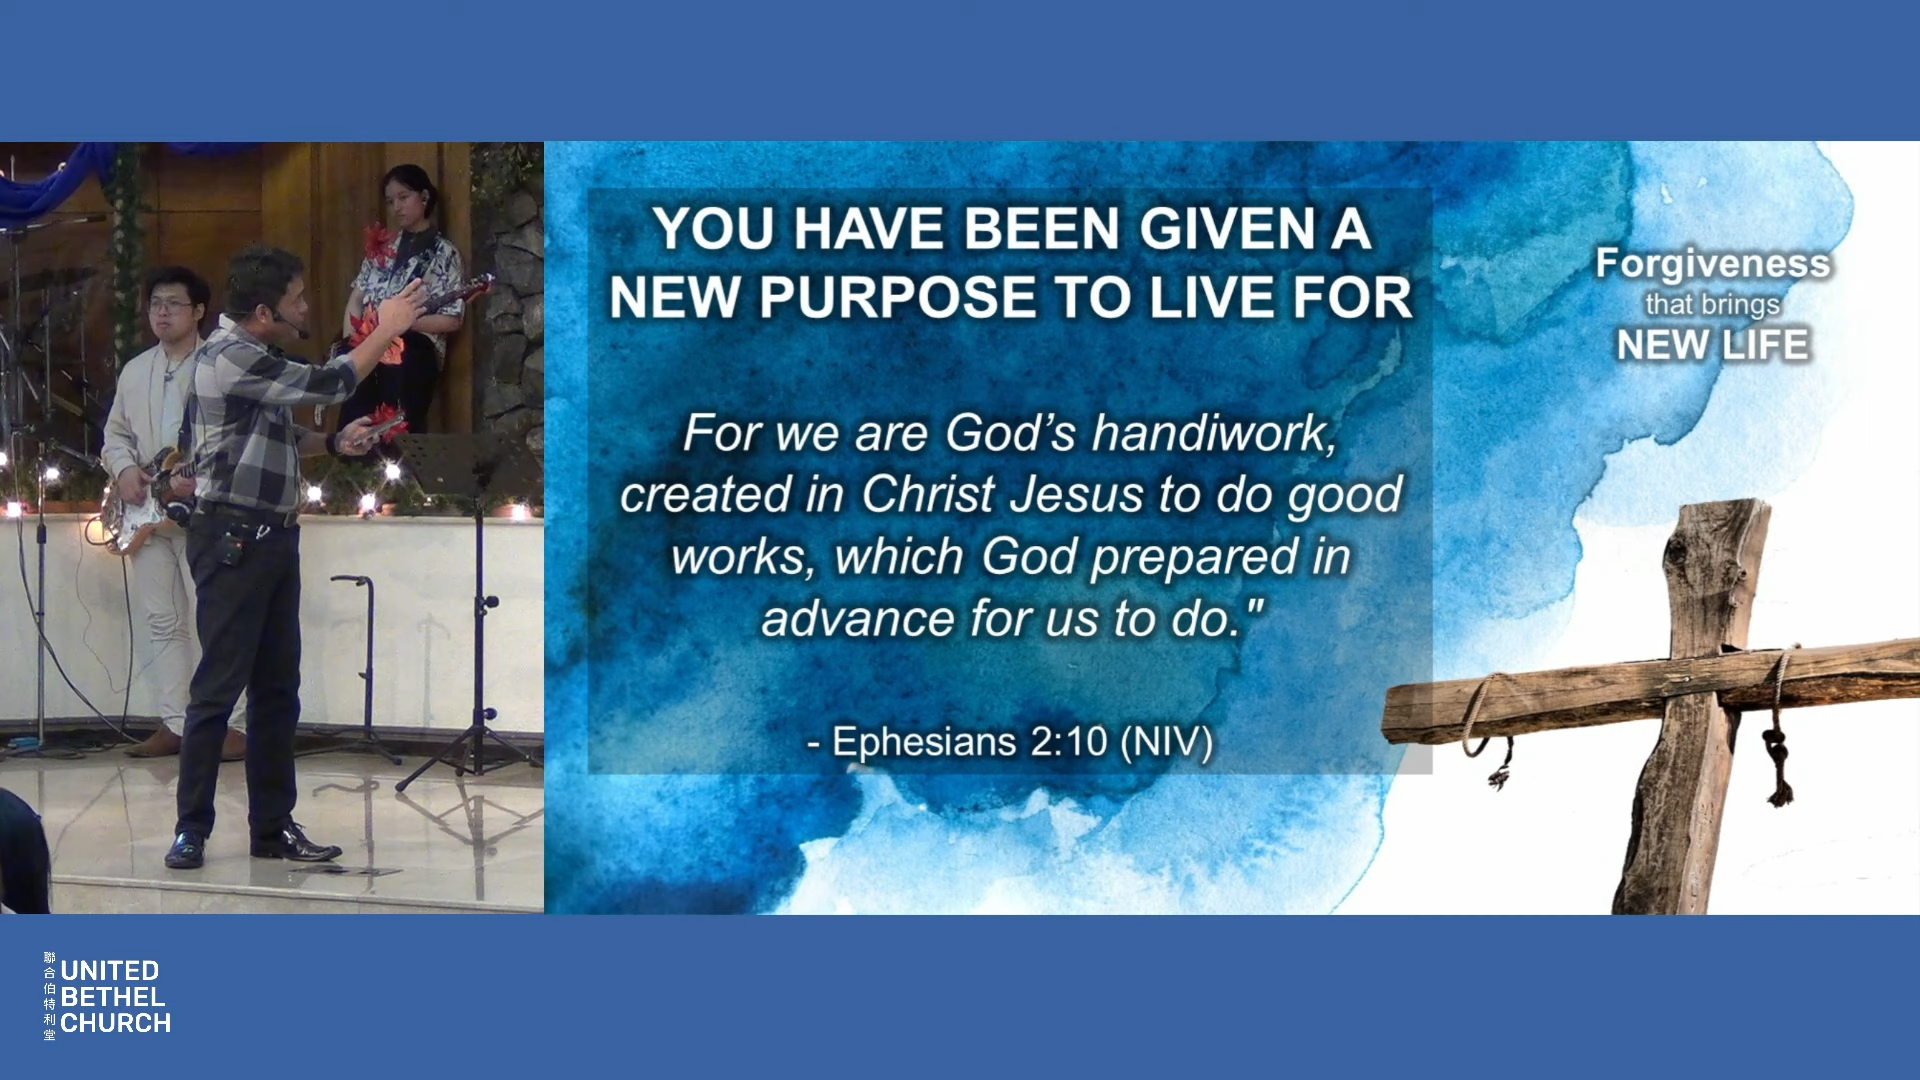 YOU HAVE BEEN GIVEN A
NEW PURPOSE TO LIVE FOR
For we are God’s handiwork,
created in Christ Jesus to do good
works, which God prepared in
advance for us to do."
- Ephesians 2:10 (NIV)
Forgiveness
that brings
NEW LIFE
聯合伯特利堂
UNITED
BETHEL
CHURCH